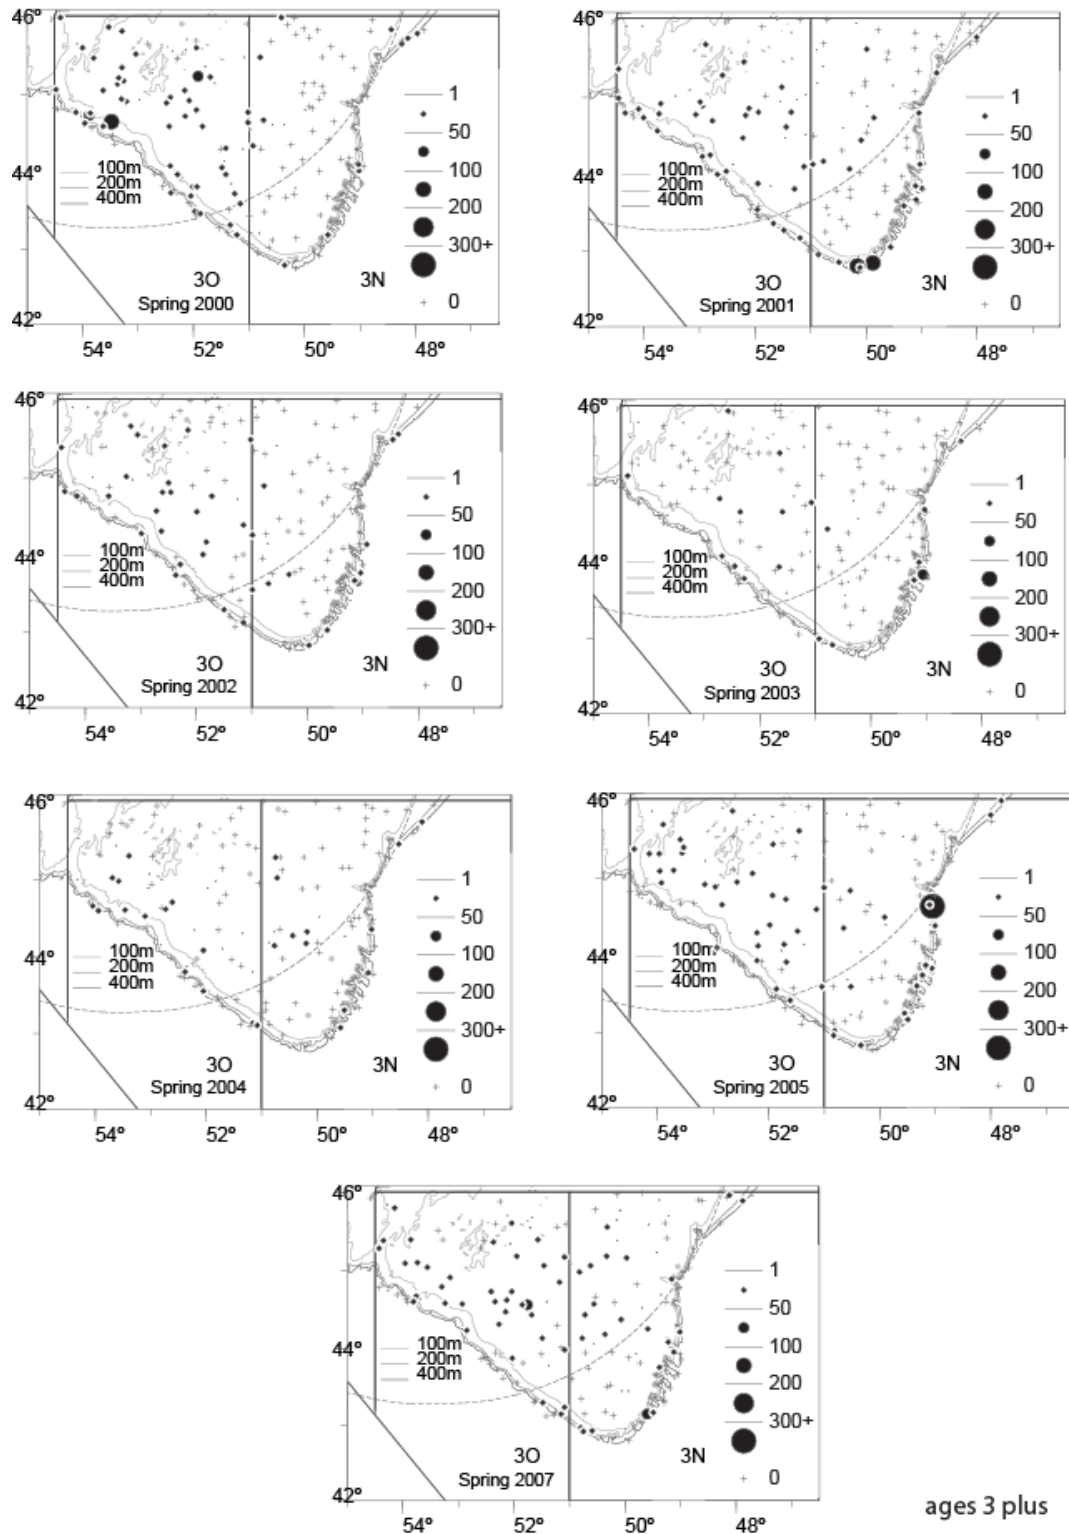 46°
1
50
100
200
300+
0
100m
200m
400m
44°
42°
3O
3N
Spring 2000
54°
52°
50°
48°
46°
1
50
100
200
300+
0
100m
200m
400m
44°
42°
3O
3N
Spring 2001
54°
52°
50°
48°
46°
1
50
100
200
300+
0
100m
200m
400m
44°
42°
3O
3N
Spring 2002
54°
52°
50°
48°
46°
1
50
100
200
300+
0
100m
200m
400m
44°
42°
3O
3N
Spring 2003
54°
52°
50°
48°
46°
1
50
100
200
300+
0
100m
200m
400m
44°
42°
3O
3N
Spring 2004
54°
52°
50°
48°
46°
1
50
100
200
300+
0
100m
200m
400m
44°
42°
3O
3N
Spring 2005
54°
52°
50°
48°
46°
1
50
100
200
300+
0
100m
200m
400m
44°
42°
3O
3N
Spring 2007
54°
52°
50°
48°
ages 3 plus